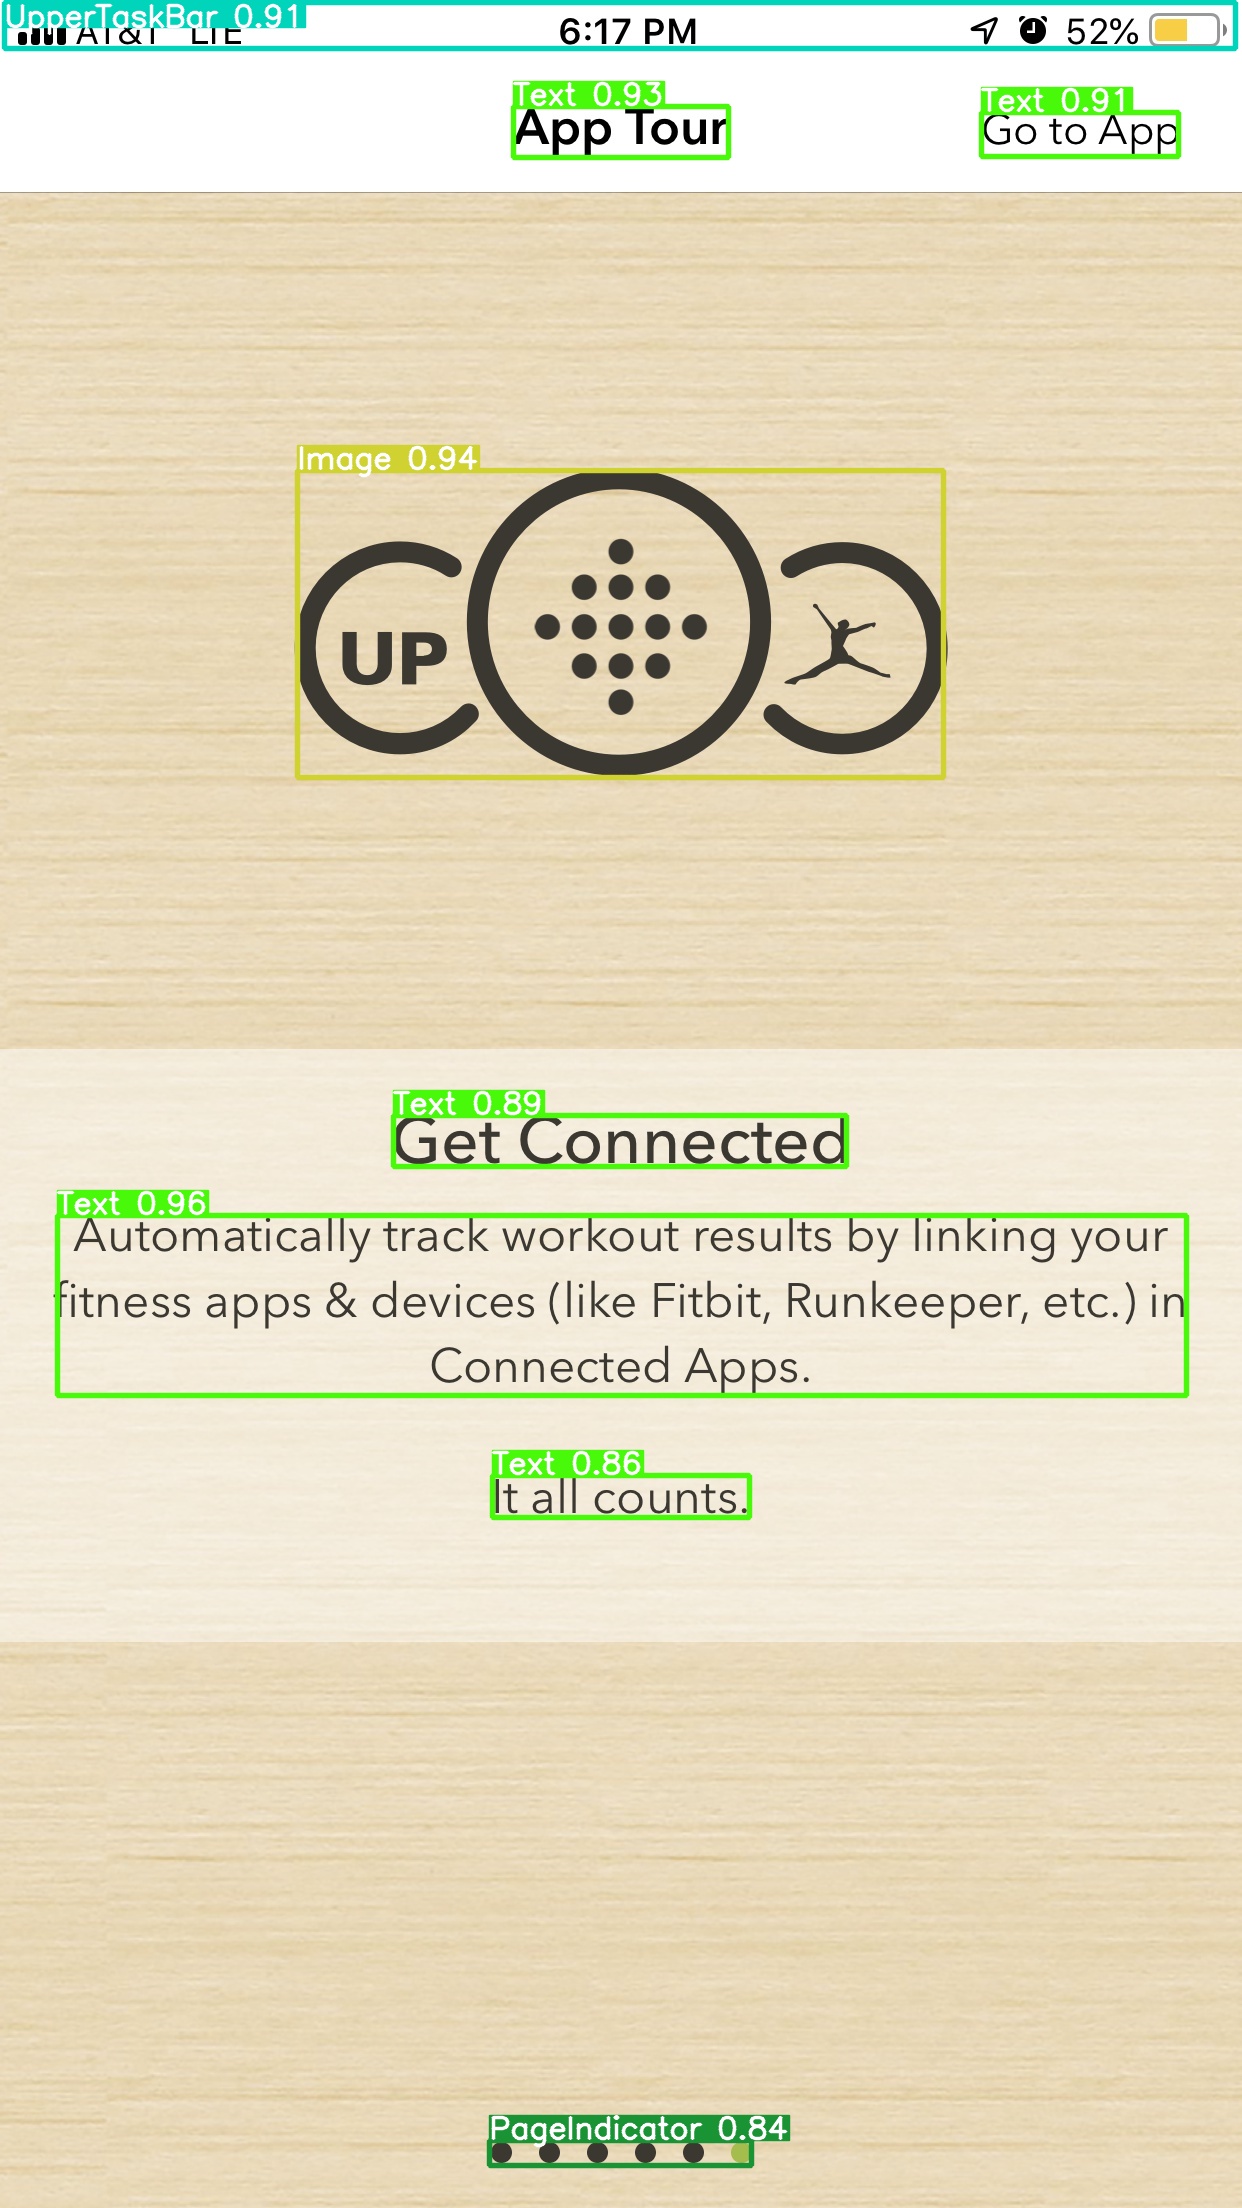 UpperTaskBar 0.91
AT&T LTE
6:17 PM
52%
Text 0.93
App Tour
Text 0.91
Go to App
Image 0.94
UP
Text 0.89
Get Connected
Text 0.96
Automatically track workout results by linking your
fitness apps & devices (like Fitbit, Runkeeper, etc.) in
Connected Apps.
Text 0.86
It all counts.
PageIndicator 0.84